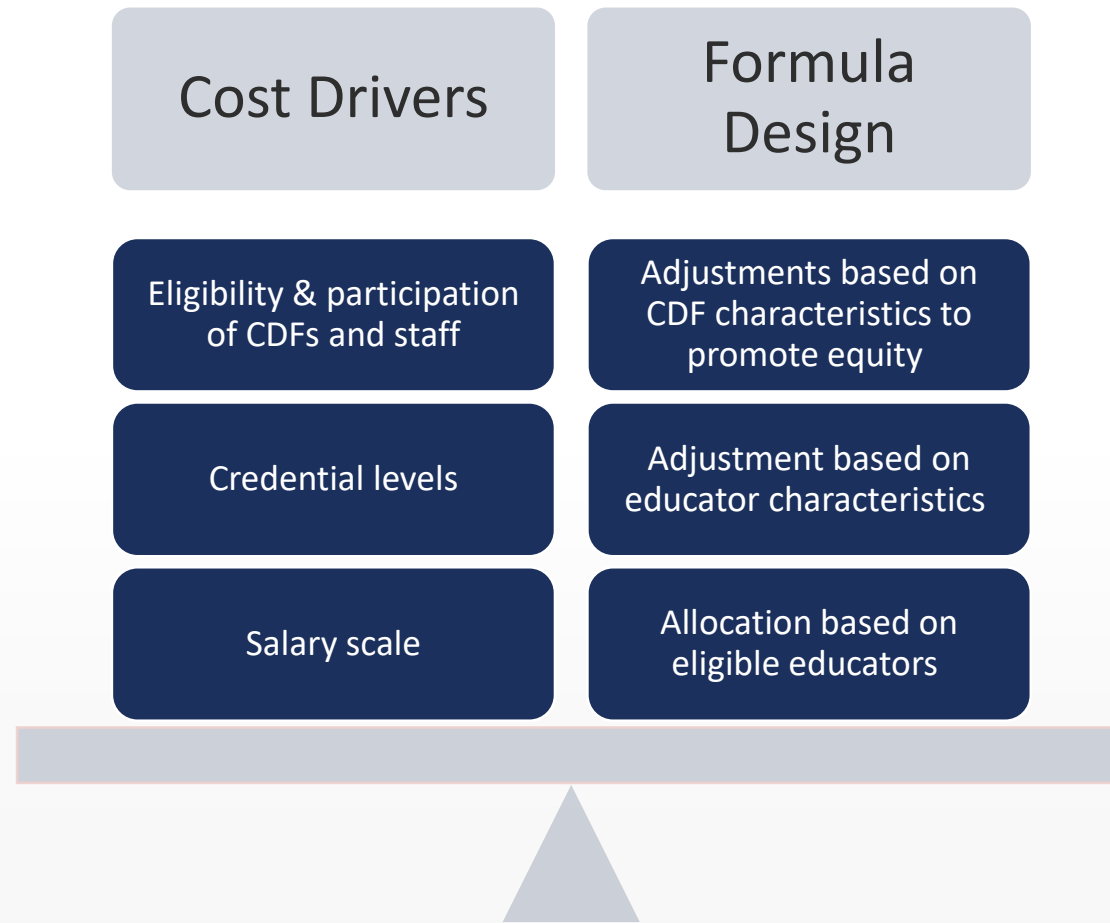 Cost Drivers
Formula
Design
Eligibility & participation
of CDFs and staff
Adjustments based on
CDF characteristics to
promote equity
Credential levels
Adjustment based on
educator characteristics
Salary scale
Allocation based on
eligible educators